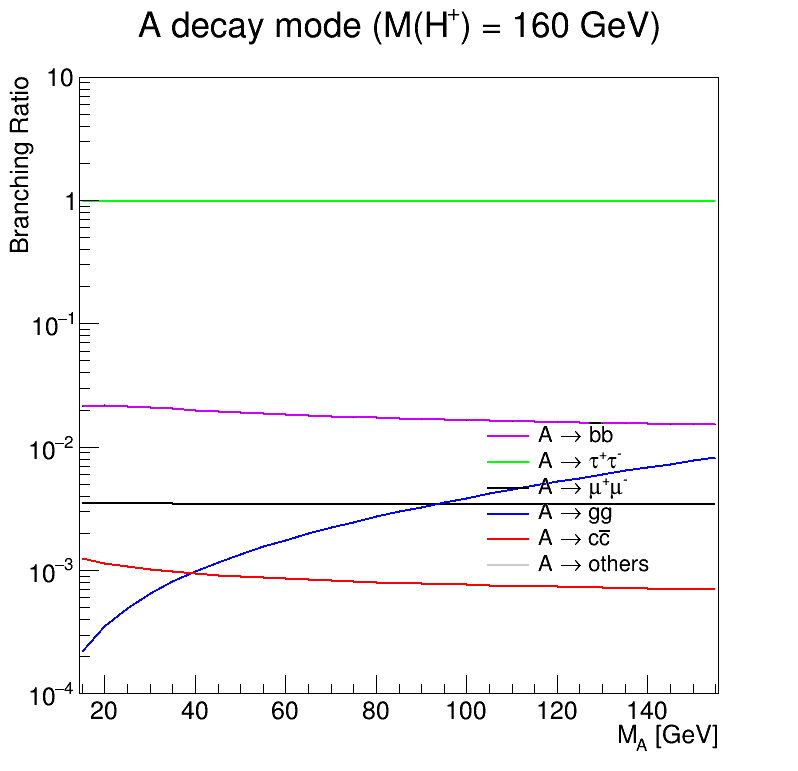 A decay mode (M(H⁺) = 160 GeV)
Branching Ratio
10
1
10⁻¹
10⁻²
10⁻³
10⁻⁴
A → b̅b
A → τ⁺τ⁻
A → μ⁺μ⁻
A → gg
A → cc̅
A → others
20 40 60 80 100 120 140
M_A [GeV]